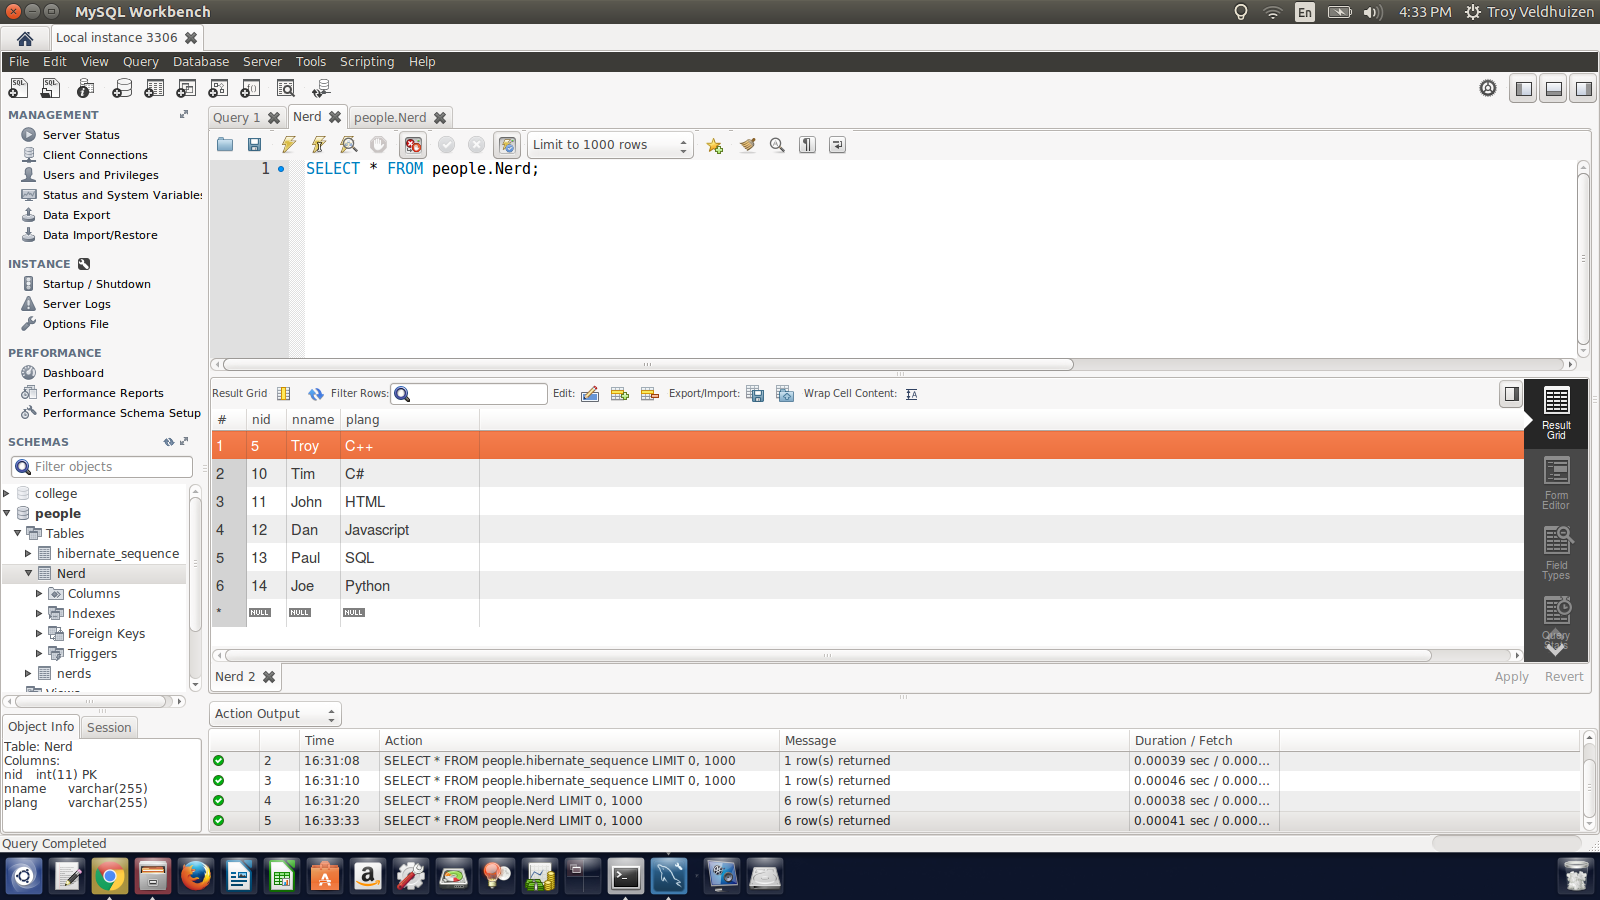 MySQL Workbench
En
4:33 PM
Troy Veldhuizen
Local instance 3306
File Edit View Query Database Server Tools Scripting Help
MANAGEMENT
Server Status
Client Connections
Users and Privileges
Status and System Variables
Data Export
Data Import/Restore
INSTANCE
Startup / Shutdown
Server Logs
Options File
PERFORMANCE
Dashboard
Performance Reports
Performance Schema Setup
SCHEMAS
Filter objects
college
people
Tables
hibernate_sequence
Nerd
Columns
Indexes
Foreign Keys
Triggers
nerds
Views
Object Info Session
Table: Nerd
Columns:
nid int(11) PK
nname varchar(255)
plang varchar(255)
Query 1 Nerd people.Nerd
Limit to 1000 rows
1 SELECT * FROM people.Nerd;
Result Grid Filter Rows: Edit: Export/Import: Wrap Cell Content:
# nid nname plang
1 5 Troy C++
2 10 Tim C#
3 11 John HTML
4 12 Dan Javascript
5 13 Paul SQL
6 14 Joe Python
* NULL NULL NULL
Result
Grid
Form
Editor
Field
Types
Query
Stats
Nerd 2
Apply Revert
Action Output
Time Action Message Duration / Fetch
2 16:31:08 SELECT * FROM people.hibernate_sequence LIMIT 0, 1000 1 row(s) returned 0.00039 sec / 0.000...
3 16:31:10 SELECT * FROM people.hibernate_sequence LIMIT 0, 1000 1 row(s) returned 0.00046 sec / 0.000...
4 16:31:20 SELECT * FROM people.Nerd LIMIT 0, 1000 6 row(s) returned 0.00038 sec / 0.000...
5 16:33:33 SELECT * FROM people.Nerd LIMIT 0, 1000 6 row(s) returned 0.00041 sec / 0.000...
Query Completed